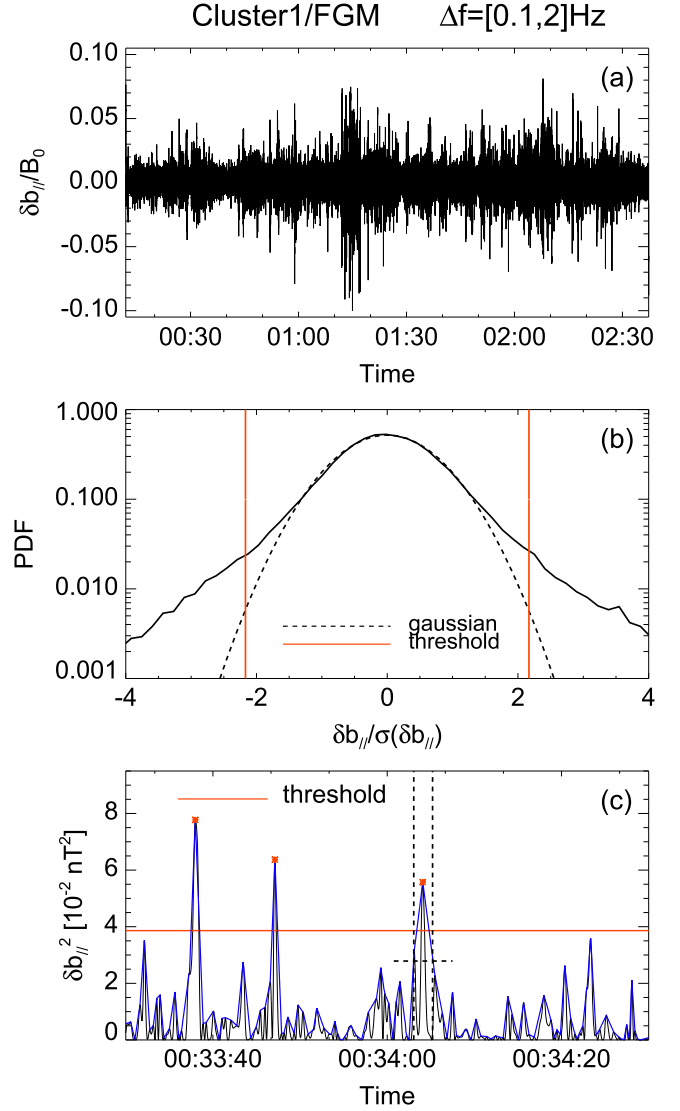 Cluster1/FGM Δf=[0.1,2]Hz
(a)
0.10
0.05
0.00
-0.05
-0.10
δb///B0
00:30 01:00 01:30 02:00 02:30
Time
(b)
1.000
0.100
0.010
0.001
PDF
gaussian
threshold
-4 -2 0 2 4
δb///σ(δb//)
threshold
(c)
8
6
4
2
0
δb//² [10⁻² nT²]
00:33:40 00:34:00 00:34:20
Time